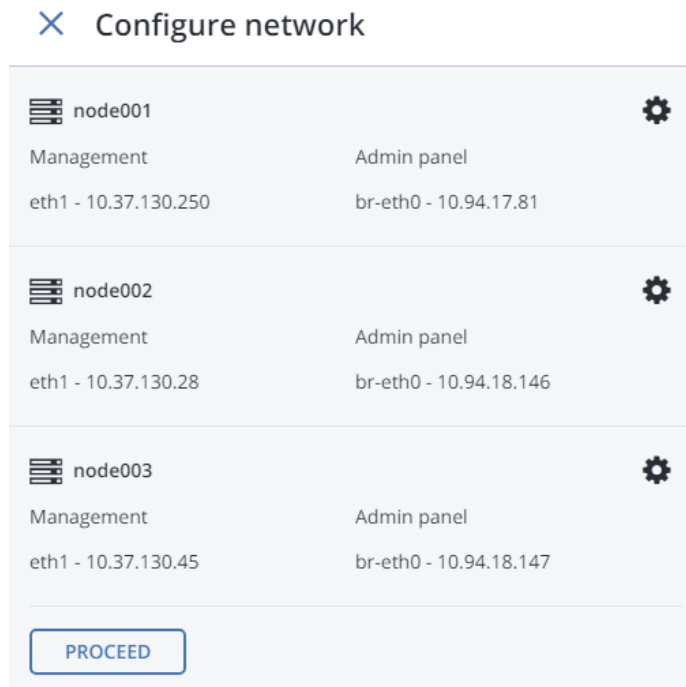 Configure network
node001
Management Admin panel
eth1 - 10.37.130.250 br-eth0 - 10.94.17.81
node002
Management Admin panel
eth1 - 10.37.130.28 br-eth0 - 10.94.18.146
node003
Management Admin panel
eth1 - 10.37.130.45 br-eth0 - 10.94.18.147
PROCEED